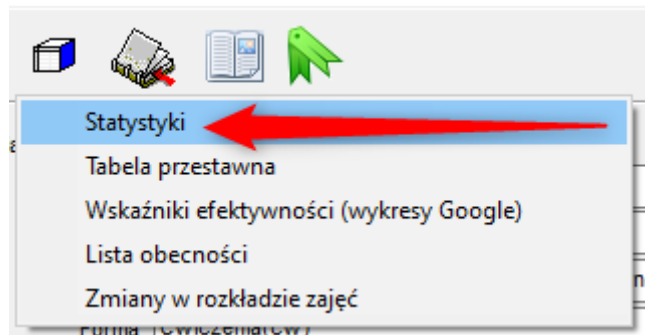 Statystyki
Tabela przestawna
Wskaźniki efektywności (wykresy Google)
Lista obecności
Zmiany w rozkładzie zajęć